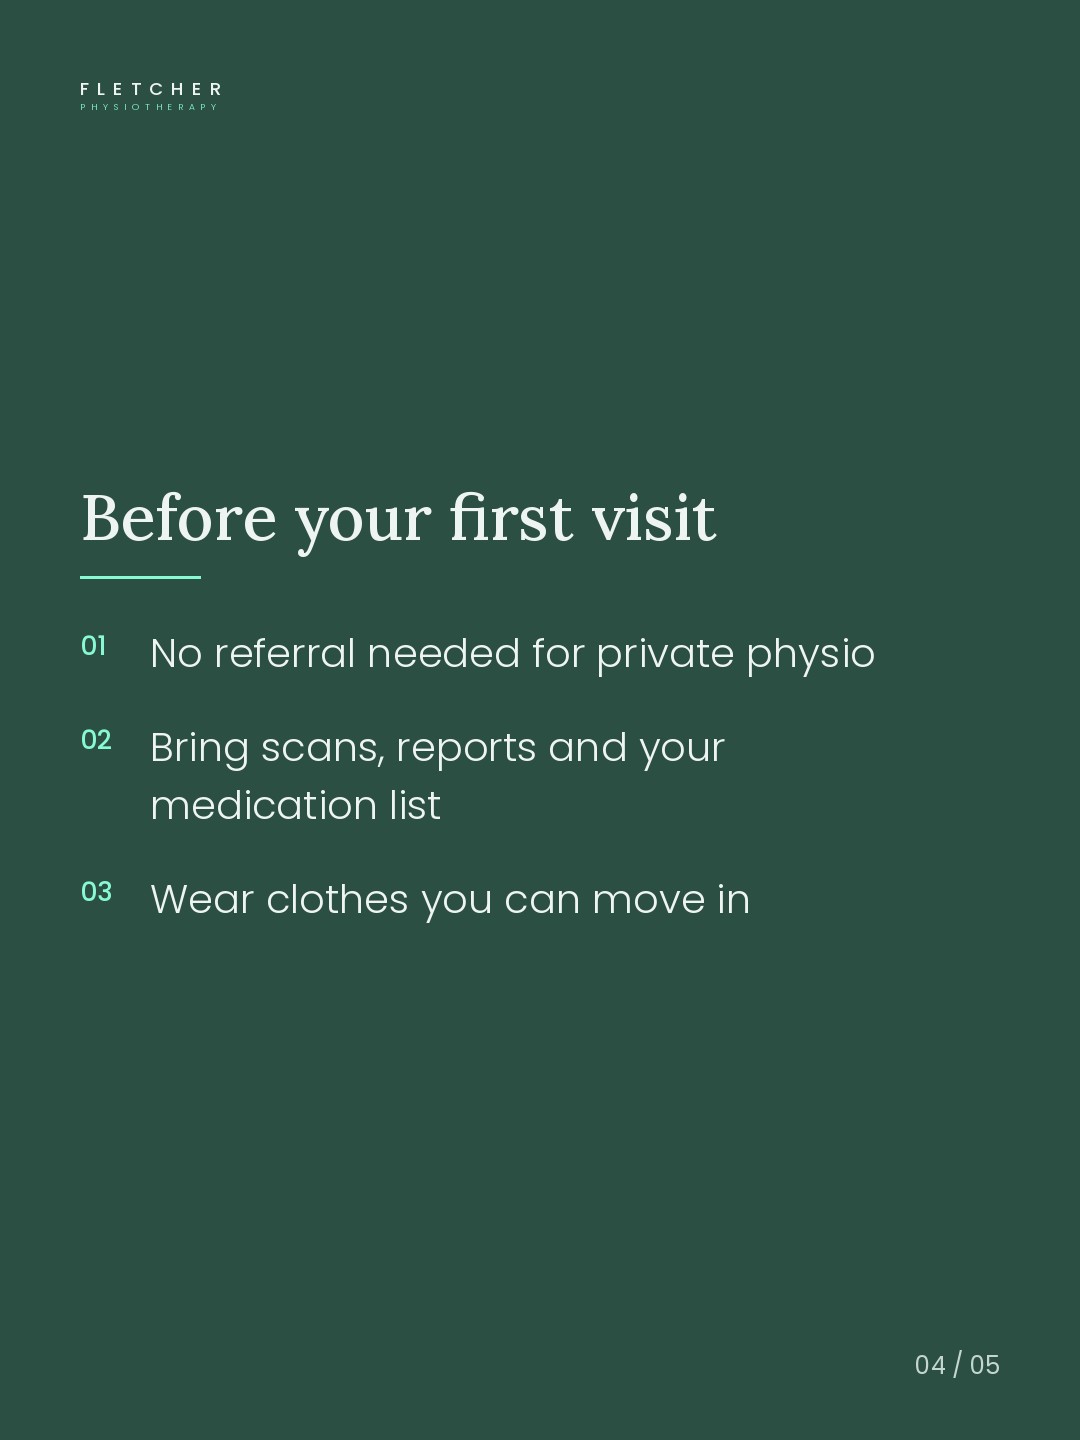 FLETCHER
PHYSIOTHERAPY
Before your first visit
01 No referral needed for private physio
02 Bring scans, reports and your
medication list
03 Wear clothes you can move in
04 / 05